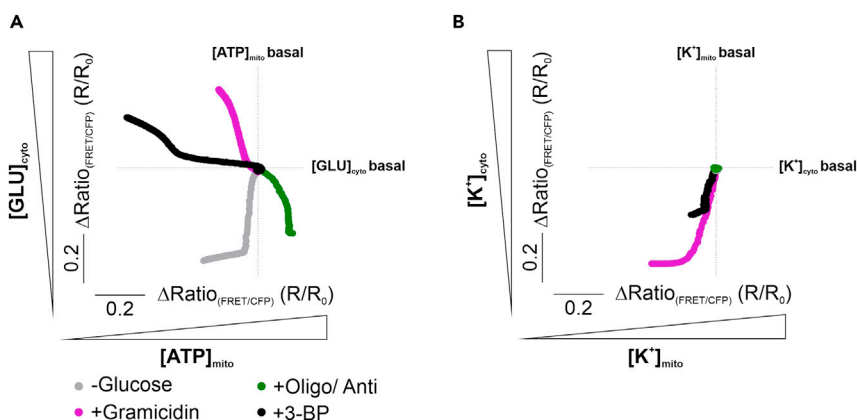 A
[ATP]mito basal
[GLU]cyto
ΔRatio(FRET/CFP) (R/R0)
[GLU]cyto basal
0.2
0.2
ΔRatio(FRET/CFP) (R/R0)
[ATP]mito
-Glucose
+Oligo/ Anti
+Gramicidin
+3-BP
B
[K+]mito basal
[K+]cyto
ΔRatio(FRET/CFP) (R/R0)
[K+]cyto basal
0.2
0.2
ΔRatio(FRET/CFP) (R/R0)
[K+]mito